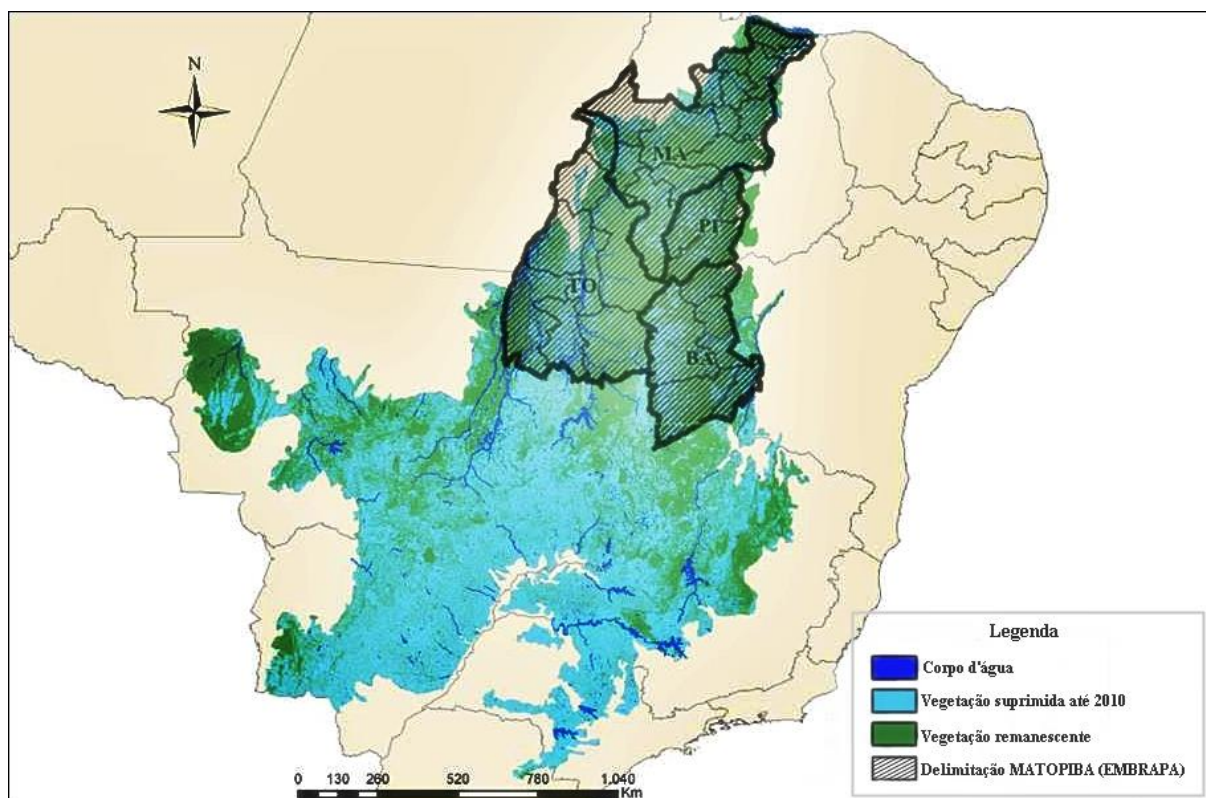 N
MA
PI
TO
BA
Legenda
Corpo d'água
Vegetação suprimida até 2010
Vegetação remanescente
Delimitação MATOPIBA (EMBRAPA)
0 130 260 520 780 1.040
Km